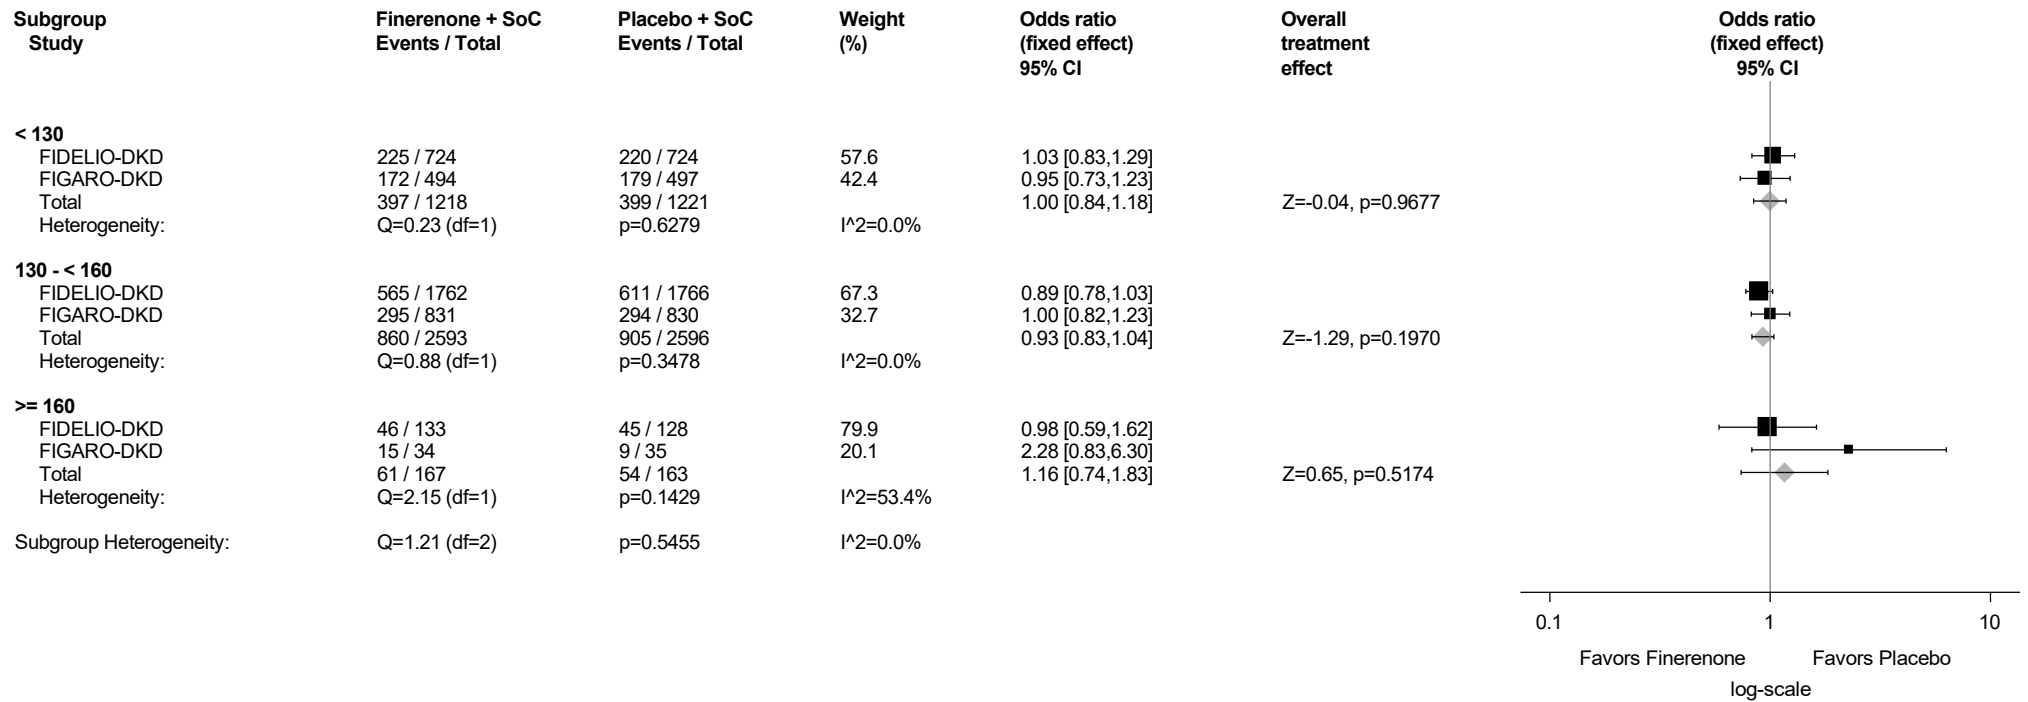 Subgroup Finerenone + SoC Placebo + SoC Weight Odds ratio Overall Odds ratio
Study Events / Total Events / Total (%) (fixed effect) treatment (fixed effect)
95% CI effect 95% CI
< 130
FIDELIO-DKD 225 / 724 220 / 724 57.6 1.03 [0.83,1.29]
FIGARO-DKD 172 / 494 179 / 497 42.4 0.95 [0.73,1.23]
Total 397 / 1218 399 / 1221 1.00 [0.84,1.18] Z=-0.04, p=0.9677
Heterogeneity: Q=0.23 (df=1) p=0.6279 I^2=0.0%
130 - < 160
FIDELIO-DKD 565 / 1762 611 / 1766 67.3 0.89 [0.78,1.03]
FIGARO-DKD 295 / 831 294 / 830 32.7 1.00 [0.82,1.23]
Total 860 / 2593 905 / 2596 0.93 [0.83,1.04] Z=-1.29, p=0.1970
Heterogeneity: Q=0.88 (df=1) p=0.3478 I^2=0.0%
>= 160
FIDELIO-DKD 46 / 133 45 / 128 79.9 0.98 [0.59,1.62]
FIGARO-DKD 15 / 34 9 / 35 20.1 2.28 [0.83,6.30]
Total 61 / 167 54 / 163 1.16 [0.74,1.83] Z=0.65, p=0.5174
Heterogeneity: Q=2.15 (df=1) p=0.1429 I^2=53.4%
Subgroup Heterogeneity: Q=1.21 (df=2) p=0.5455 I^2=0.0%
0.1 1 10
Favors Finerenone Favors Placebo
log-scale